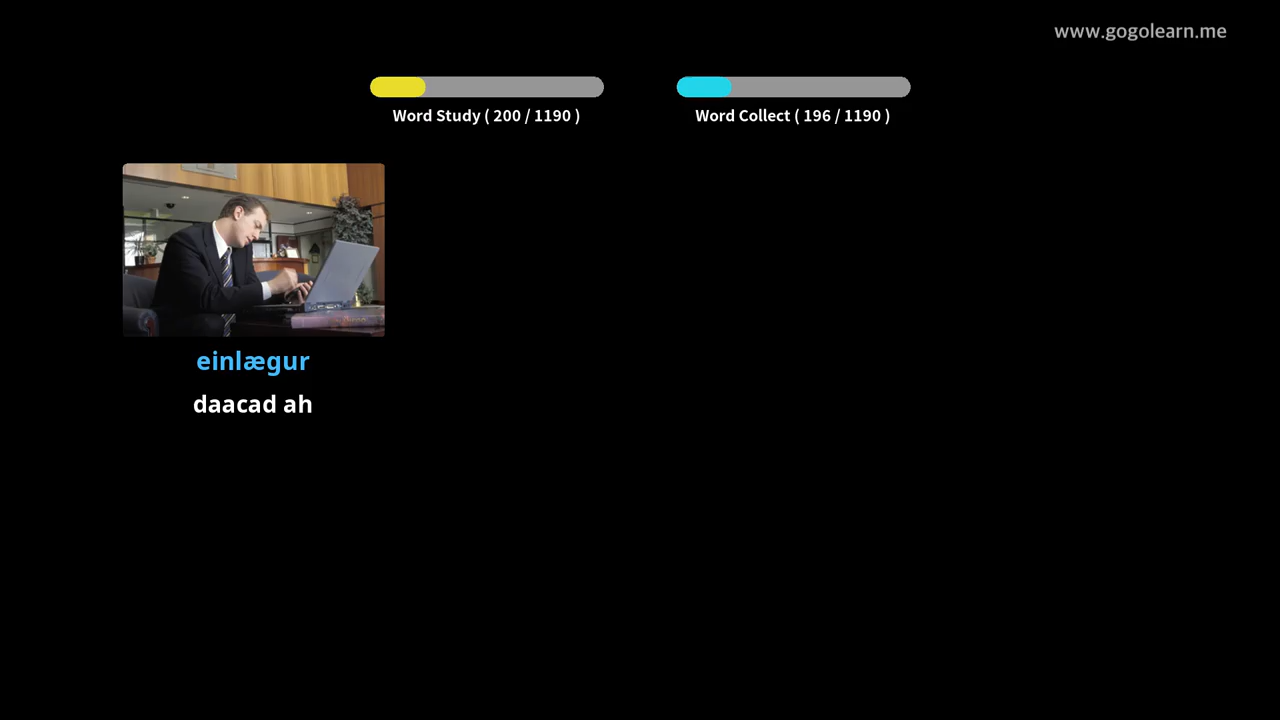 www.gogolearn.me
Word Study ( 200 / 1190 )
Word Collect ( 196 / 1190 )
einlægur
daacad ah